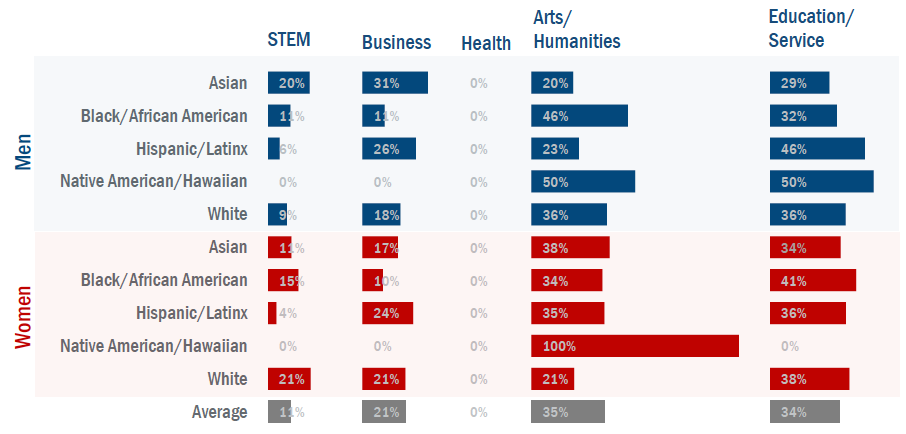 STEM Business Health Arts/ Humanities Education/ Service
Men
Asian 20% 31% 0% 20% 29%
Black/African American 11% 11% 0% 46% 32%
Hispanic/Latinx 6% 26% 0% 23% 46%
Native American/Hawaiian 0% 0% 0% 50% 50%
White 9% 18% 0% 36% 36%
Women
Asian 11% 17% 0% 38% 34%
Black/African American 15% 10% 0% 34% 41%
Hispanic/Latinx 4% 24% 0% 35% 36%
Native American/Hawaiian 0% 0% 0% 100% 0%
White 21% 21% 0% 21% 38%
Average 11% 21% 0% 35% 34%